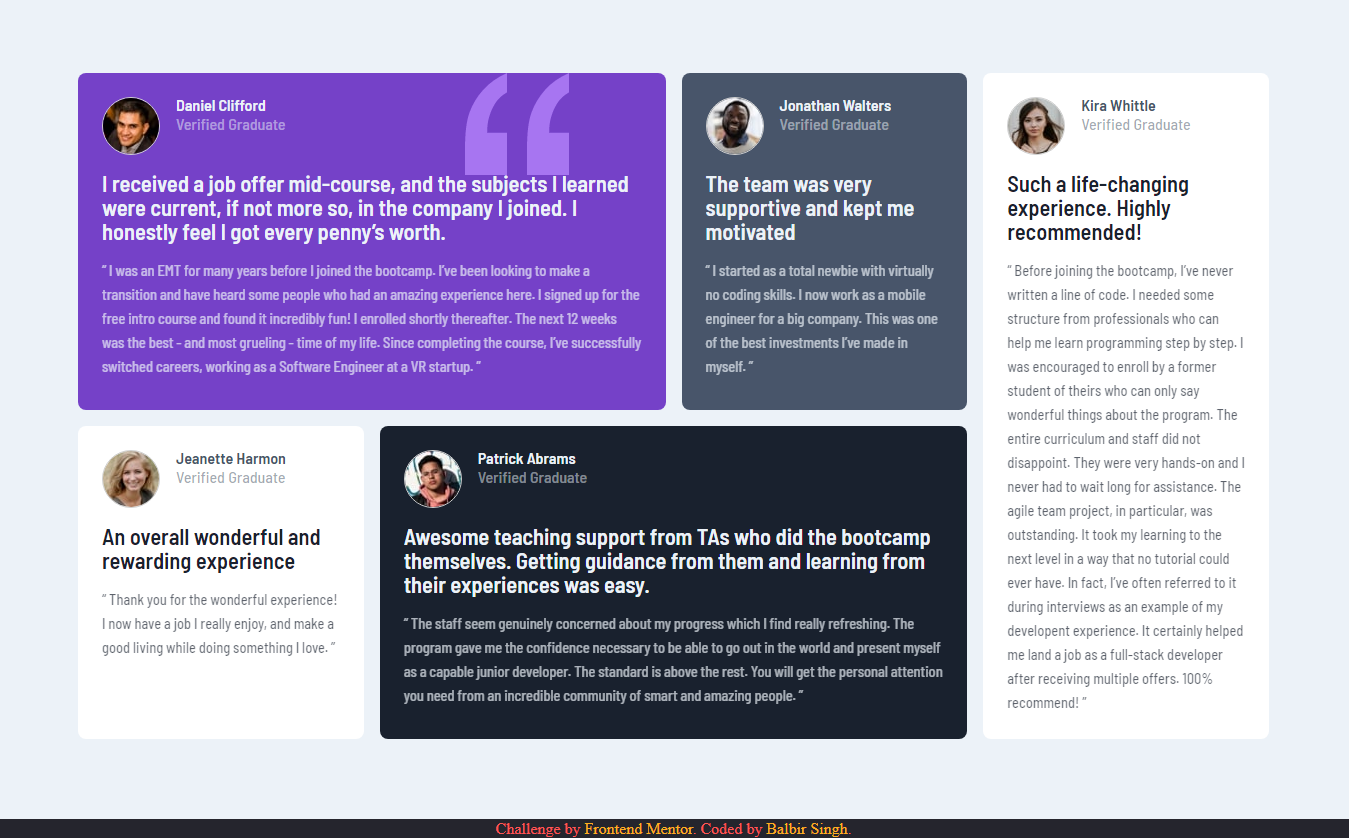 Daniel Clifford
Verified Graduate
I received a job offer mid-course, and the subjects I learned
were current, if not more so, in the company I joined. I
honestly feel I got every penny’s worth.
“ I was an EMT for many years before I joined the bootcamp. I’ve been looking to make a
transition and have heard some people who had an amazing experience here. I signed up for the
free intro course and found it incredibly fun! I enrolled shortly thereafter. The next 12 weeks
was the best - and most grueling - time of my life. Since completing the course, I’ve successfully
switched careers, working as a Software Engineer at a VR startup. ”
Jonathan Walters
Verified Graduate
The team was very
supportive and kept me
motivated
“ I started as a total newbie with virtually
no coding skills. I now work as a mobile
engineer for a big company. This was one
of the best investments I’ve made in
myself. ”
Kira Whittle
Verified Graduate
Such a life-changing
experience. Highly
recommended!
“ Before joining the bootcamp, I’ve never
written a line of code. I needed some
structure from professionals who can
help me learn programming step by step. I
was encouraged to enroll by a former
student of theirs who can only say
wonderful things about the program. The
entire curriculum and staff did not
disappoint. They were very hands-on and I
never had to wait long for assistance. The
agile team project, in particular, was
outstanding. It took my learning to the
next level in a way that no tutorial could
ever have. In fact, I’ve often referred to it
during interviews as an example of my
developent experience. It certainly helped
me land a job as a full-stack developer
after receiving multiple offers. 100%
recommend! ”
Jeanette Harmon
Verified Graduate
An overall wonderful and
rewarding experience
“ Thank you for the wonderful experience!
I now have a job I really enjoy, and make a
good living while doing something I love. ”
Patrick Abrams
Verified Graduate
Awesome teaching support from TAs who did the bootcamp
themselves. Getting guidance from them and learning from
their experiences was easy.
“ The staff seem genuinely concerned about my progress which I find really refreshing. The
program gave me the confidence necessary to be able to go out in the world and present myself
as a capable junior developer. The standard is above the rest. You will get the personal attention
you need from an incredible community of smart and amazing people. ”
Challenge by Frontend Mentor. Coded by Balbir Singh.